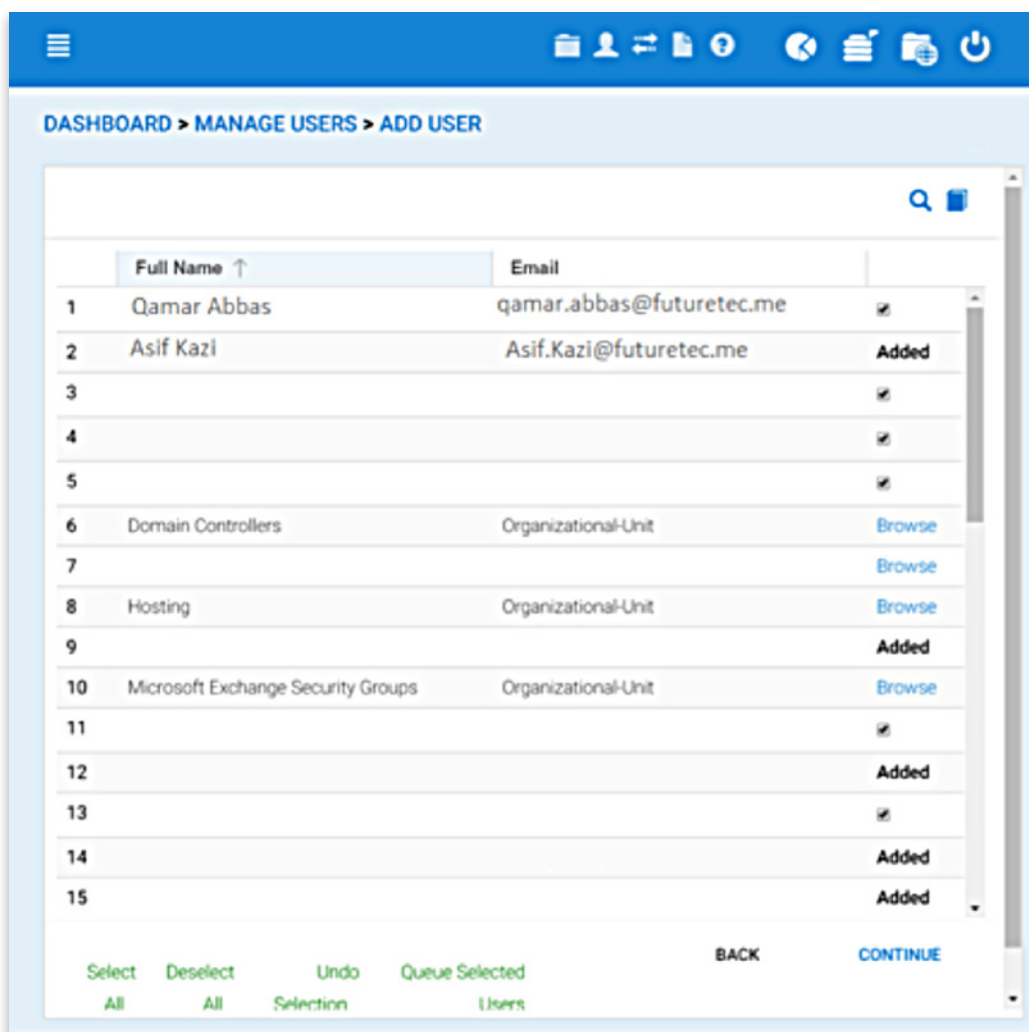 DASHBOARD > MANAGE USERS > ADD USER
Full Name ↑ Email
1 Qamar Abbas qamar.abbas@futuretec.me
2 Asif Kazi Asif.Kazi@futuretec.me Added
3
4
5
6 Domain Controllers Organizational-Unit Browse
7 Browse
8 Hosting Organizational-Unit Browse
9 Added
10 Microsoft Exchange Security Groups Organizational-Unit Browse
11
12 Added
13
14 Added
15 Added
BACK CONTINUE
Select Deselect Undo Queue Selected
All All Selection Users